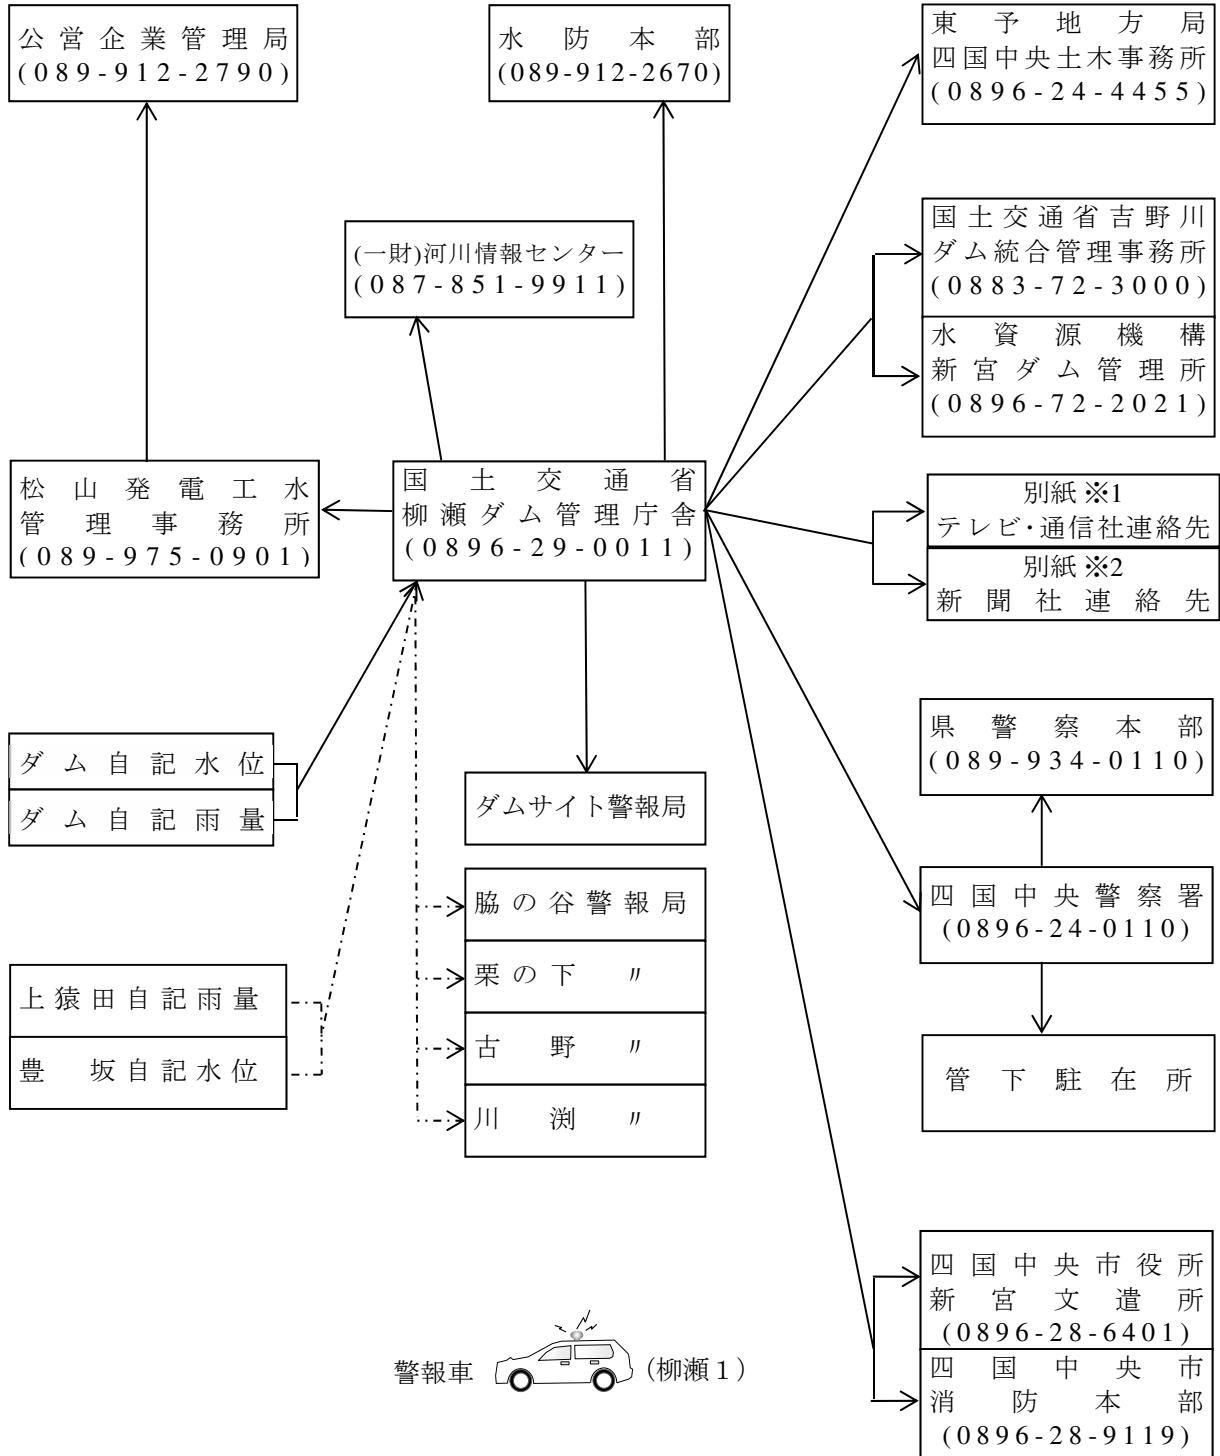 公営企業管理局
(089-912-2790)
水防本部
(089-912-2670)
東予地方局
四国中央土木事務所
(0896-24-4455)
(一財)河川情報センター
(087-851-9911)
国土交通省吉野川
ダム統合管理事務所
(0883-72-3000)
水資源機構
新宮ダム管理所
(0896-72-2021)
松山発電工水
管理事務所
(089-975-0901)
国土交通省
柳瀬ダム管理庁舎
(0896-29-0011)
別紙※1
テレビ・通信社連絡先
別紙※2
新聞社連絡先
ダム自記水位
ダム自記雨量
ダムサイト警報局
県警察本部
(089-934-0110)
脇の谷警報局
栗の下 〃
古野 〃
川渕 〃
四国中央警察署
(0896-24-0110)
上猿田自記雨量
豊坂自記水位
管下駐在所
四国中央市役所
新宮文遣所
(0896-28-6401)
四国中央市
消防本部
(0896-28-9119)
警報車 (柳瀬１)